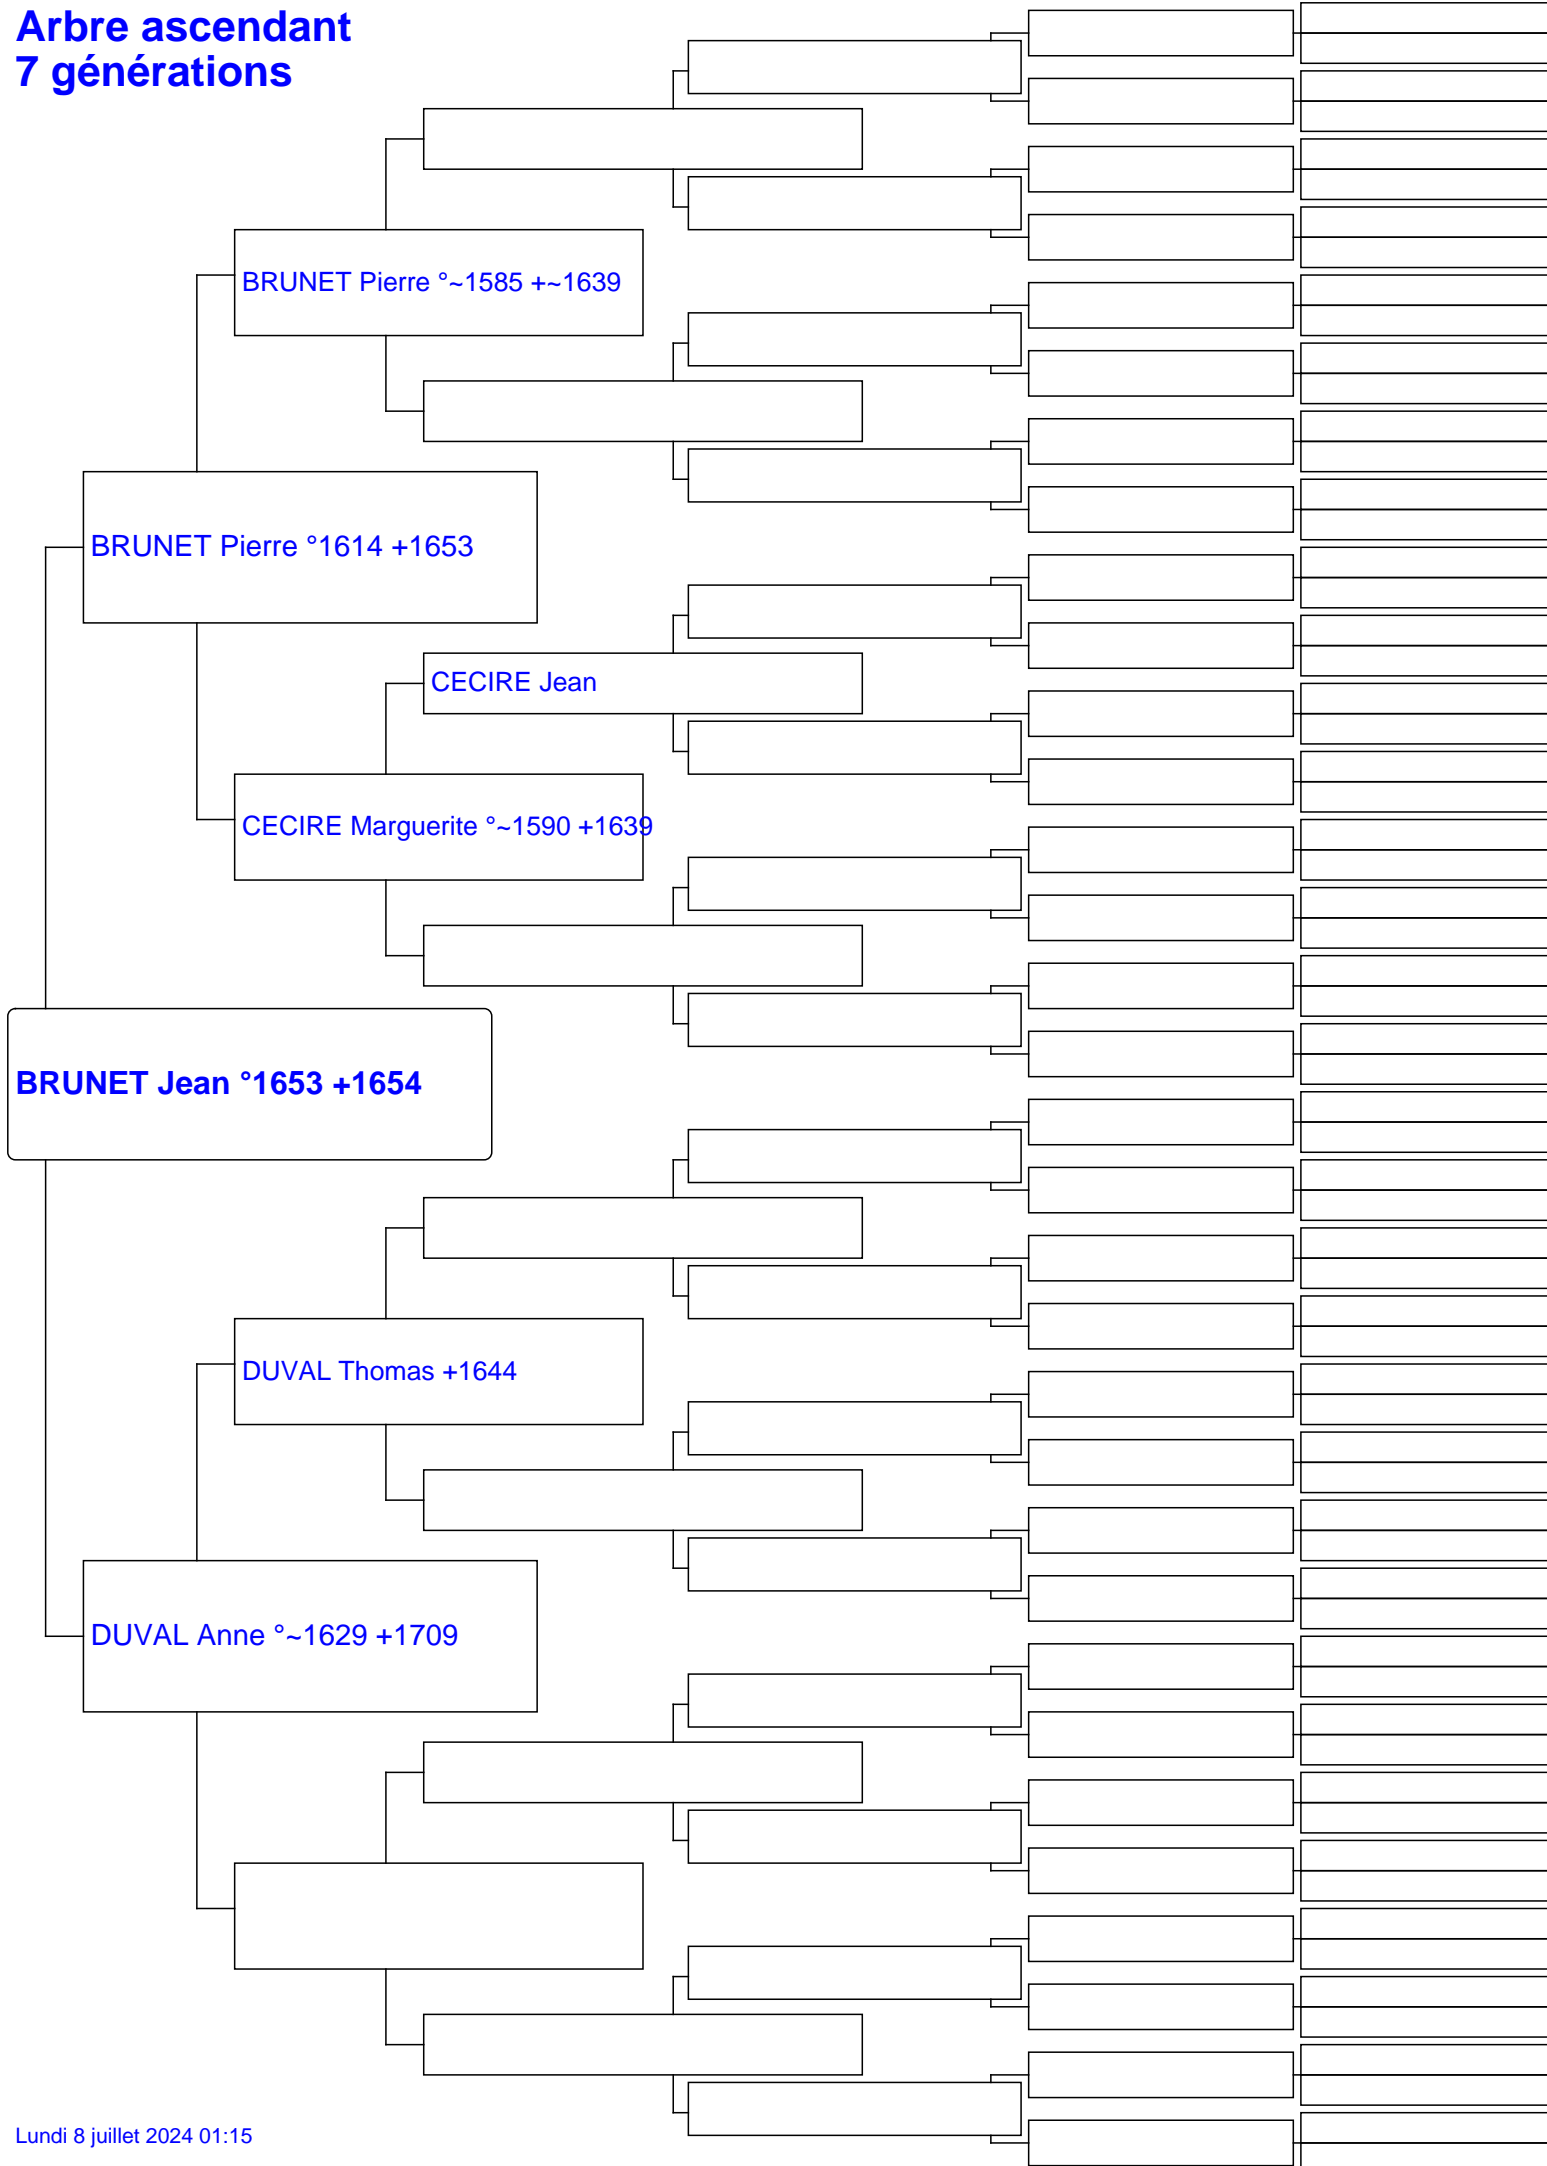 Arbre ascendant
7 générations
BRUNET Pierre °~1585 +~1639
BRUNET Pierre °1614 +1653
CECIRE Jean
CECIRE Marguerite °~1590 +1639
BRUNET Jean °1653 +1654
DUVAL Thomas +1644
DUVAL Anne °~1629 +1709
Lundi 8 juillet 2024 01:15